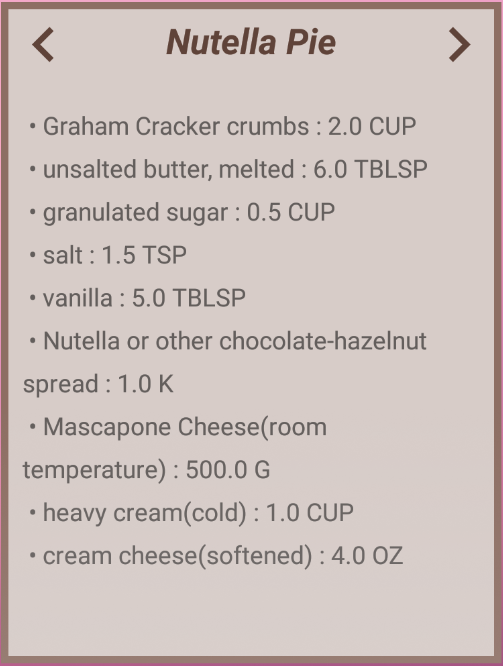 Nutella Pie
• Graham Cracker crumbs : 2.0 CUP
• unsalted butter, melted : 6.0 TBLSP
• granulated sugar : 0.5 CUP
• salt : 1.5 TSP
• vanilla : 5.0 TBLSP
• Nutella or other chocolate-hazelnut
spread : 1.0 K
• Mascapone Cheese(room
temperature) : 500.0 G
• heavy cream(cold) : 1.0 CUP
• cream cheese(softened) : 4.0 OZ